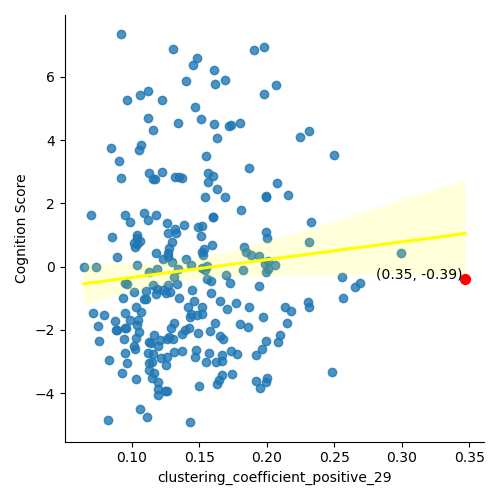 6
4
2
0
−2
−4
Cognition Score
(0.35, -0.39)
0.10 0.15 0.20 0.25 0.30 0.35
clustering_coefficient_positive_29